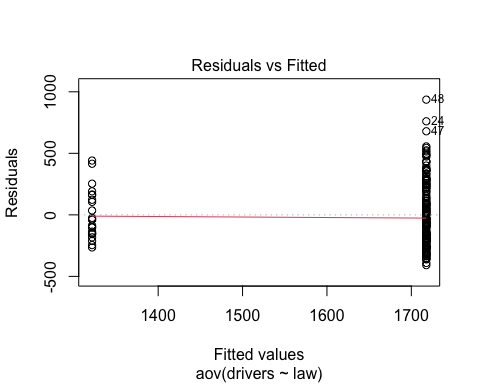 Residuals vs Fitted
Residuals
1000
500
0
-500
48
24
47
1400
1500
1600
1700
Fitted values
aov(drivers ~ law)